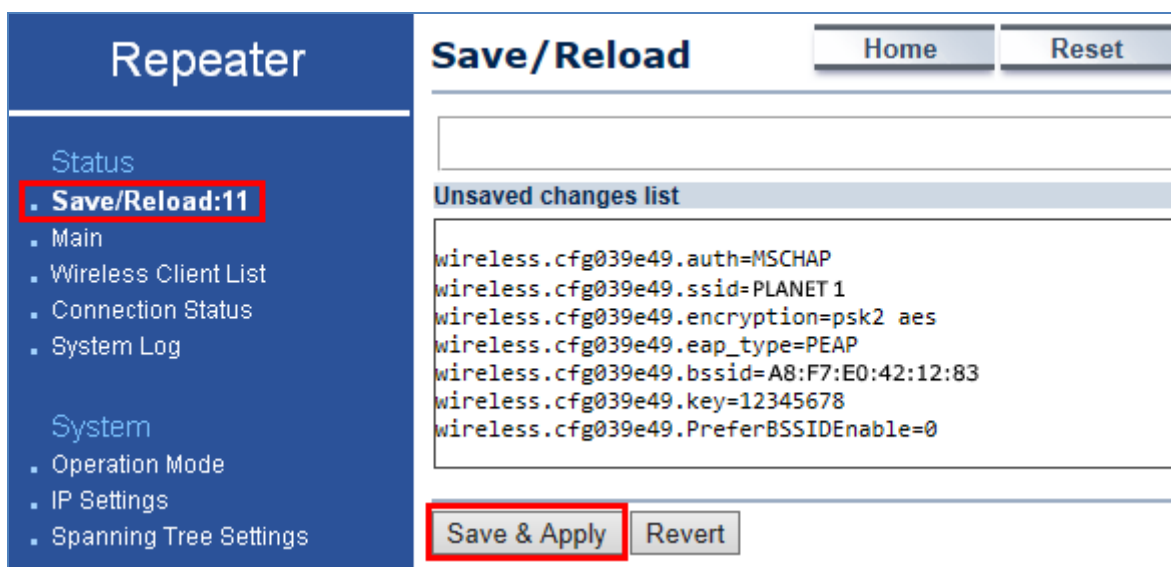 Repeater
Status
Save/Reload:11
Main
Wireless Client List
Connection Status
System Log
System
Operation Mode
IP Settings
Spanning Tree Settings
Save/Reload
Home
Reset
Unsaved changes list
wireless.cfg039e49.auth=MSCHAP
wireless.cfg039e49.ssid=PLANET 1
wireless.cfg039e49.encryption=psk2 aes
wireless.cfg039e49.eap_type=PEAP
wireless.cfg039e49.bssid=A8:F7:E0:42:12:83
wireless.cfg039e49.key=12345678
wireless.cfg039e49.PreferBSSIDEnable=0
Save & Apply
Revert